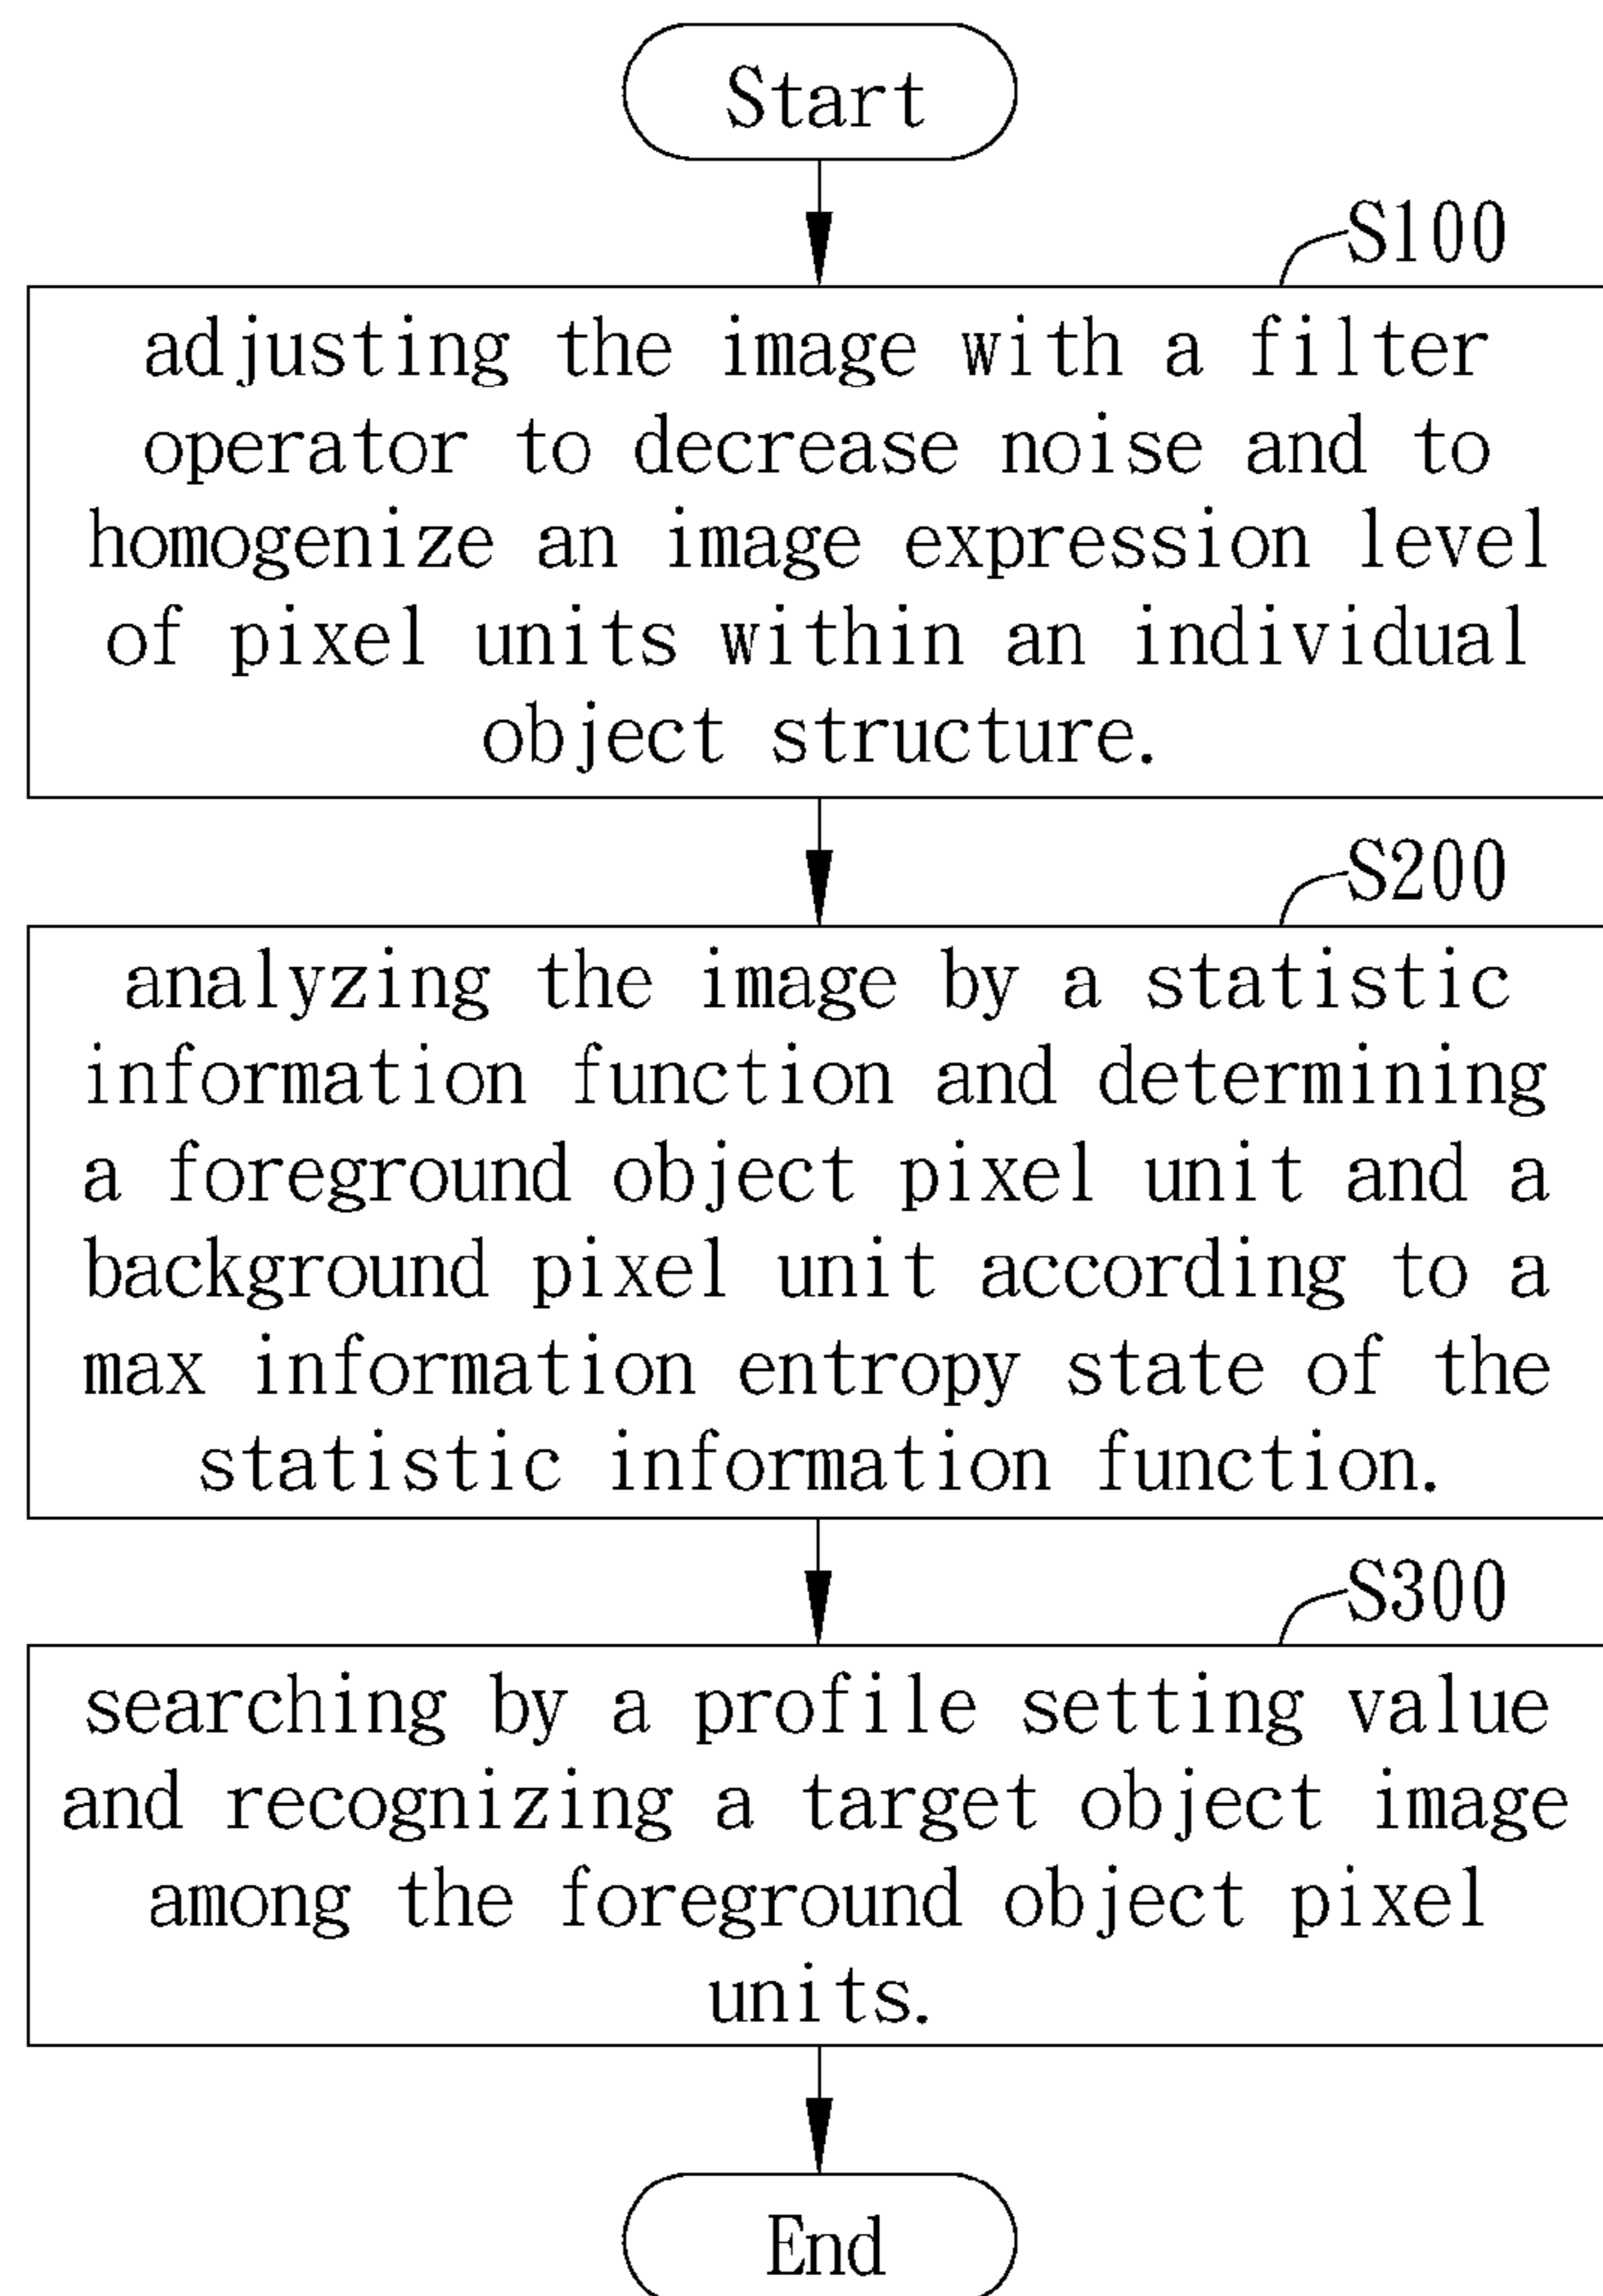 Start
S100
adjusting the image with a filter
operator to decrease noise and to
homogenize an image expression level
of pixel units within an individual
object structure.
S200
analyzing the image by a statistic
information function and determining
a foreground object pixel unit and a
background pixel unit according to a
max information entropy state of the
statistic information function.
S300
searching by a profile setting value
and recognizing a target object image
among the foreground object pixel
units.
End